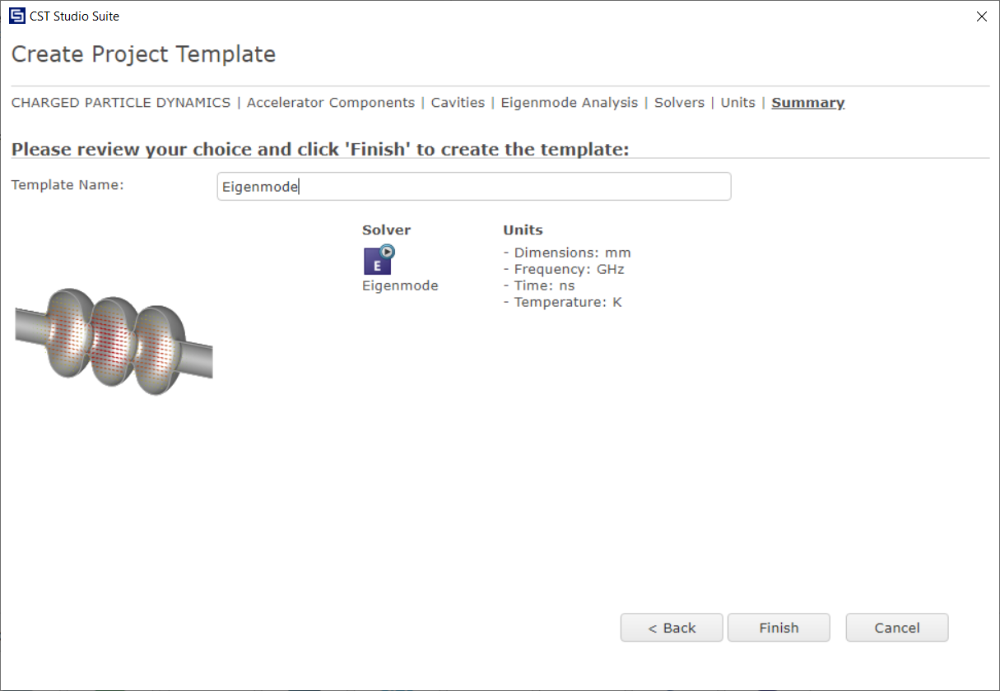 CST Studio Suite
Create Project Template
CHARGED PARTICLE DYNAMICS | Accelerator Components | Cavities | Eigenmode Analysis | Solvers | Units | Summary
Please review your choice and click 'Finish' to create the template:
Template Name: Eigenmode
Solver
E
Eigenmode
Units
- Dimensions: mm
- Frequency: GHz
- Time: ns
- Temperature: K
< Back Finish Cancel